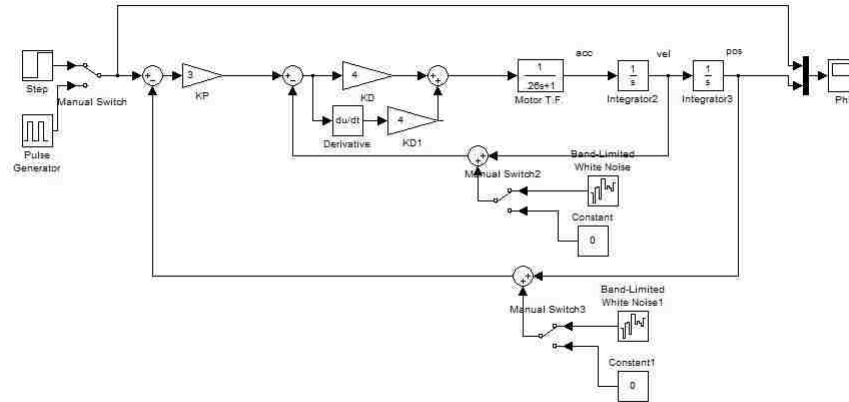 acc
vel
pos
Step
Manual Switch
3
KP
4
KD
1
26s+1
Motor T.F.
1
s
Integrator2
1
s
Integrator3
du/dt
Derivative
4
KD1
Pulse
Generator
Manual Switch2
Band-Limited
White Noise
Constant
0
Manual Switch3
Band-Limited
White Noise1
Constant1
0